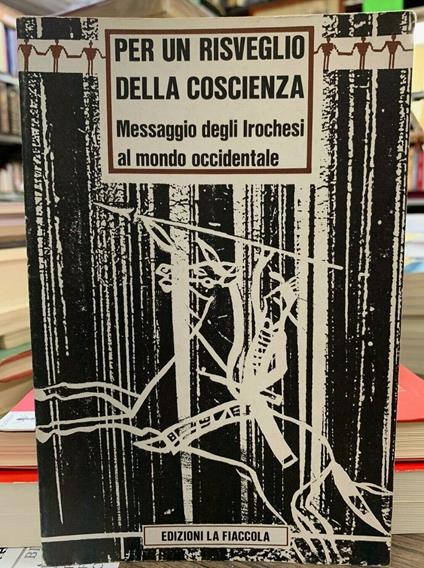 PER UN RISVEGLIO
DELLA COSCIENZA
Messaggio degli Irochesi
al mondo occidentale
EDIZIONI LA FIACCOLA